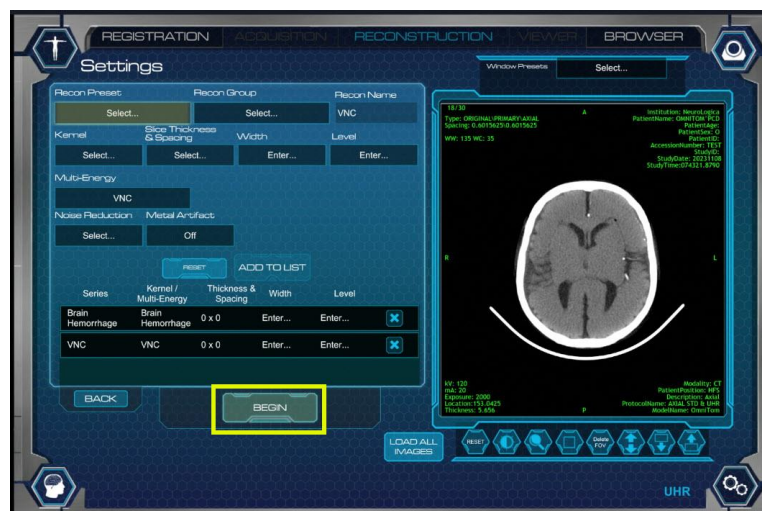 REGISTRATION
ACQUISITION
RECONSTRUCTION
VIEWER
BROWSER
Settings
Window Presets
Select...
Recon Preset
Recon Group
Recon Name
Select...
Select...
VNC
Kernel
Slice Thickness
& Spacing
Width
Level
Select...
Select...
Enter...
Enter...
Multi-Energy
VNC
Noise Reduction
Metal Artifact
Select...
Off
RESET
ADD TO LIST
Series
Kernel /
Multi-Energy
Thickness &
Spacing
Width
Level
Brain
Hemorrhage
Brain
Hemorrhage
0 x 0
Enter...
Enter...
VNC
VNC
0 x 0
Enter...
Enter...
BACK
BEGIN
18/30
Type: ORIGINAL\PRIMARY\AXIAL
Spacing: 0.6015625\0.6015625
WW: 135 WC: 35
A
Institution: NeuroLogica
PatientName: OMNITOM^PCD
PatientAge:
PatientSex: O
PatientID:
AccessionNumber: TEST
StudyID:
StudyDate: 20231108
StudyTime:074321.8790
R
L
kV: 120
mA: 20
Exposure: 2000
Location:153.0425
Thickness: 5.656
P
Modality: CT
PatientPosition: HFS
Description: Axial
ProtocolName: AXIAL STD & UHR
ModelName: OmniTom
LOAD ALL
IMAGES
RESET
Delete
FOV
UHR